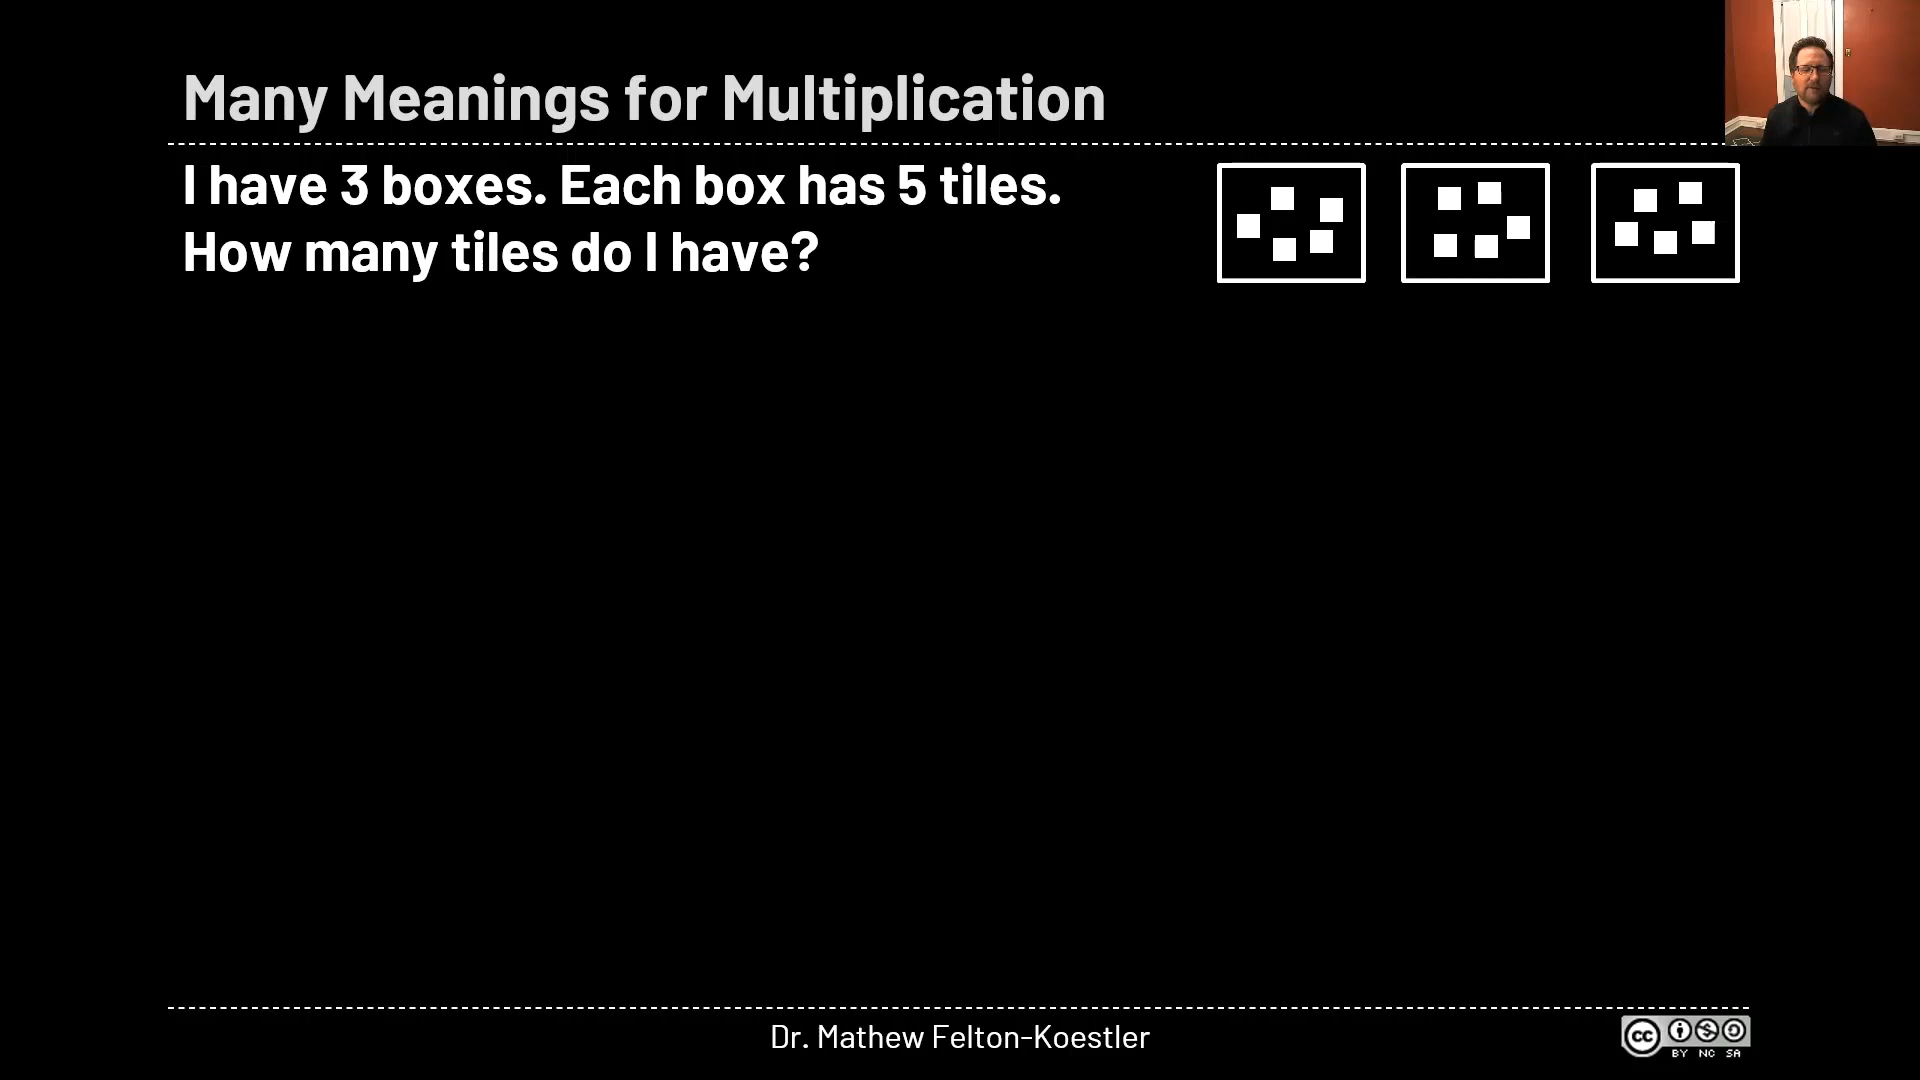 Many Meanings for Multiplication
I have 3 boxes. Each box has 5 tiles.
How many tiles do I have?
Dr. Mathew Felton-Koestler
cc
BY NC SA